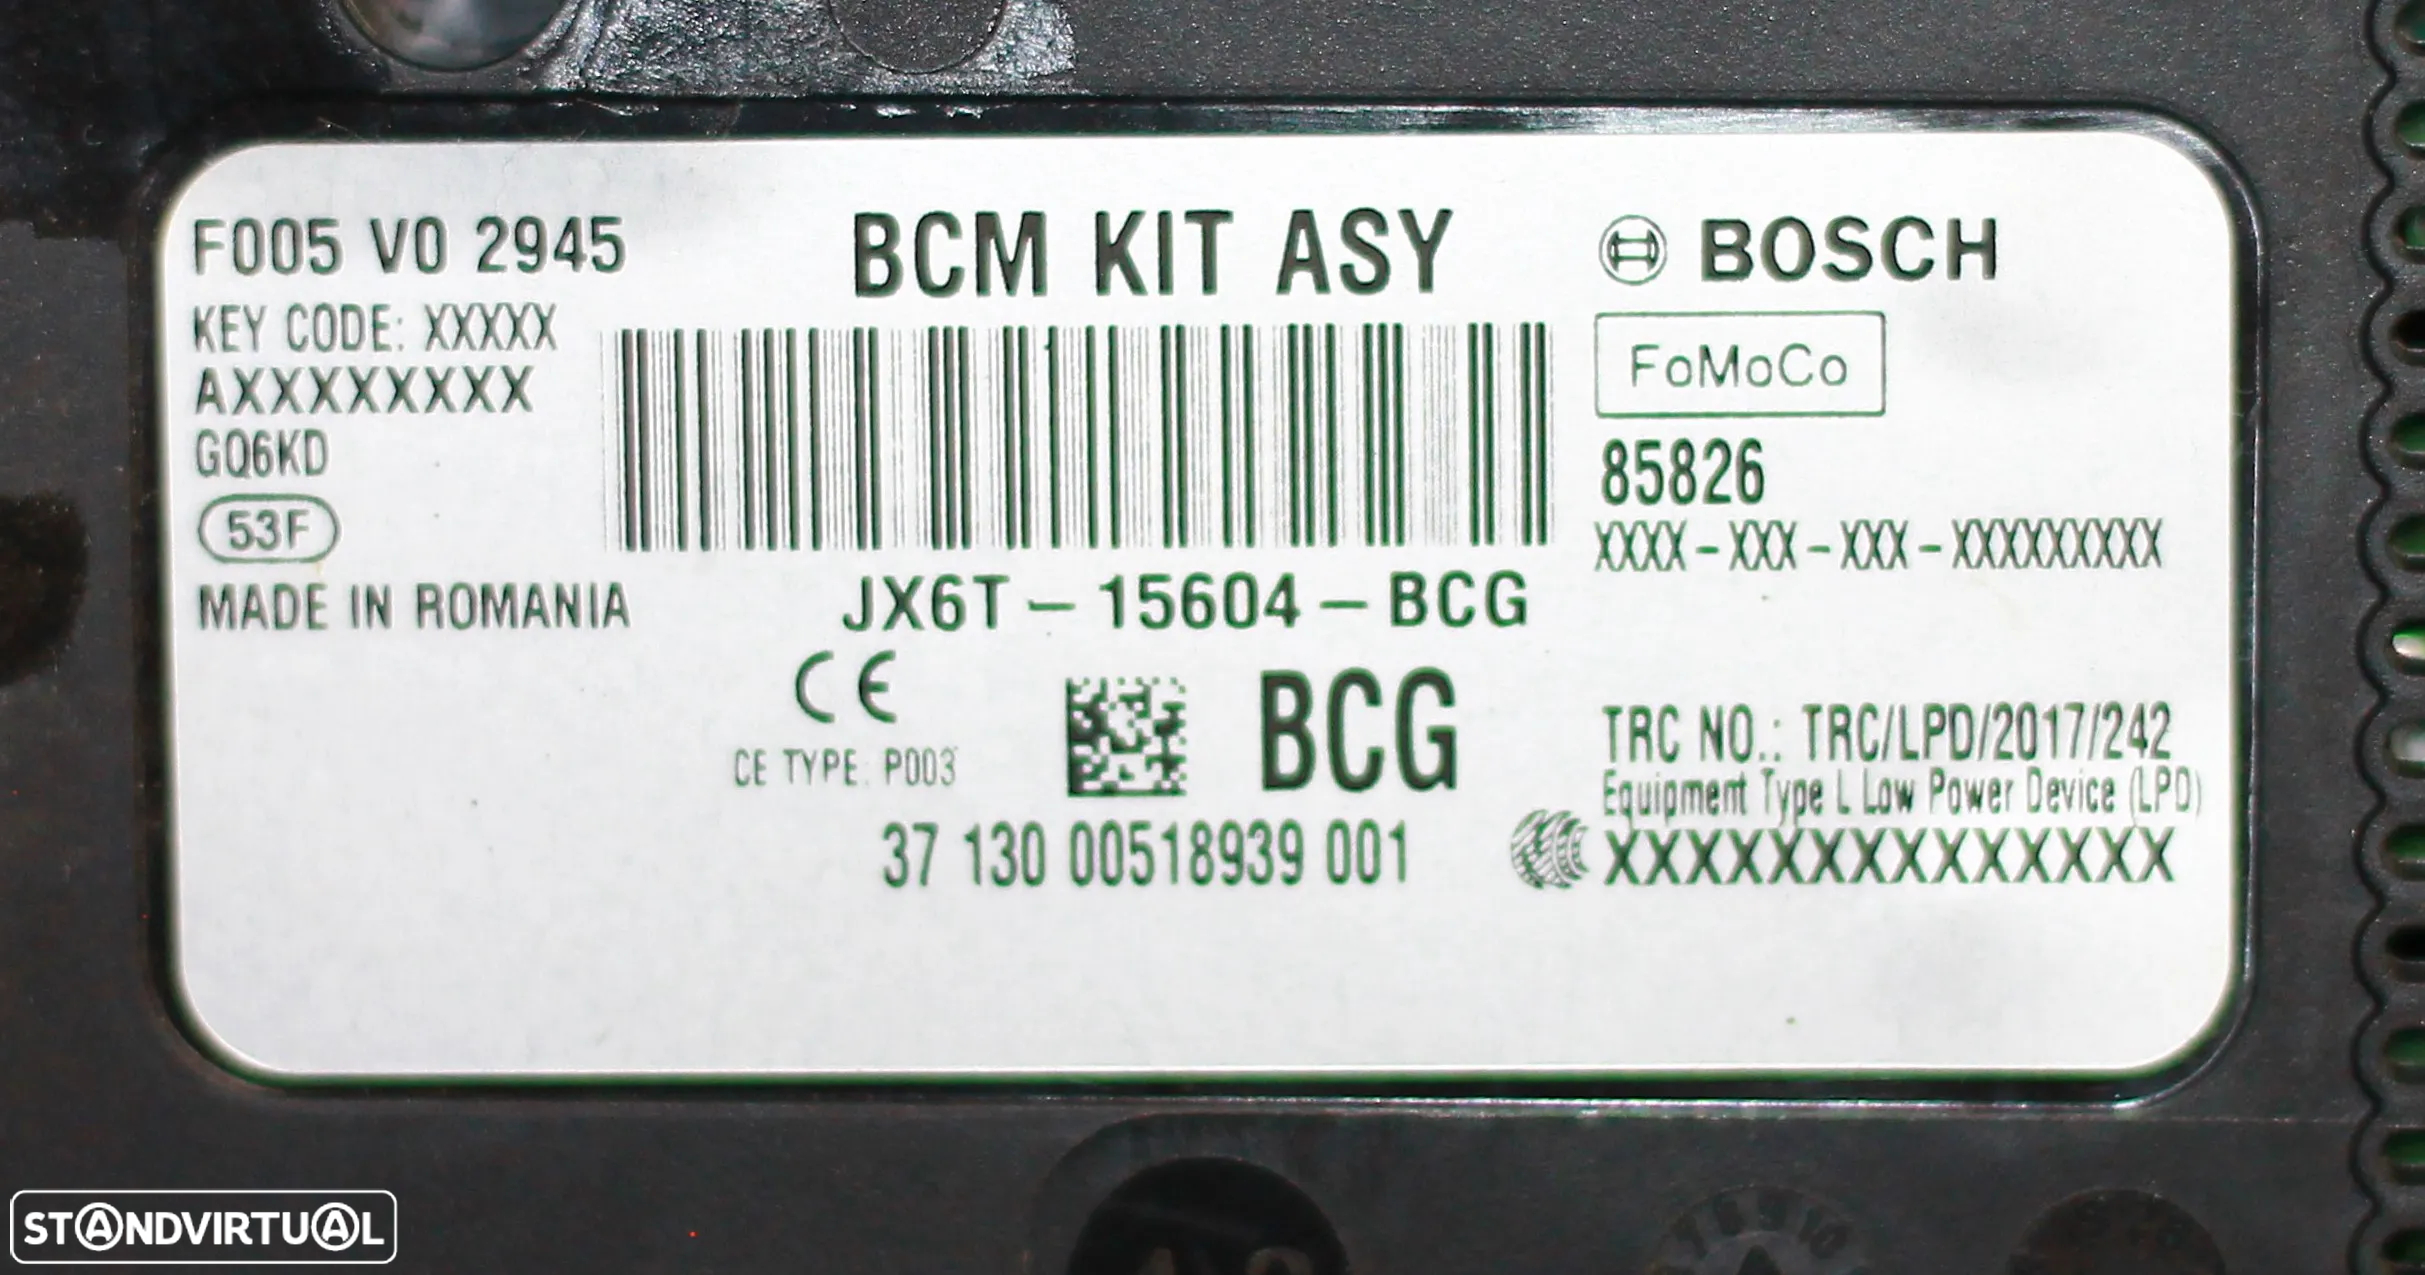 F005 V0 2945
KEY CODE: XXXXX
AXXXXXXXX
GQ6KD
53F
MADE IN ROMANIA
BCM KIT ASY
JX6T-15604-BCG
CE
CE TYPE: P003
BCG
37 130 00518939 001
BOSCH
FoMoCo
85826
XXXX-XXX-XXX-XXXXXXXXX
TRC NO.: TRC/LPD/2017/242
Equipment Type L Low Power Device (LPD)
XXXXXXXXXXXXXX
STANDVIRTUAL